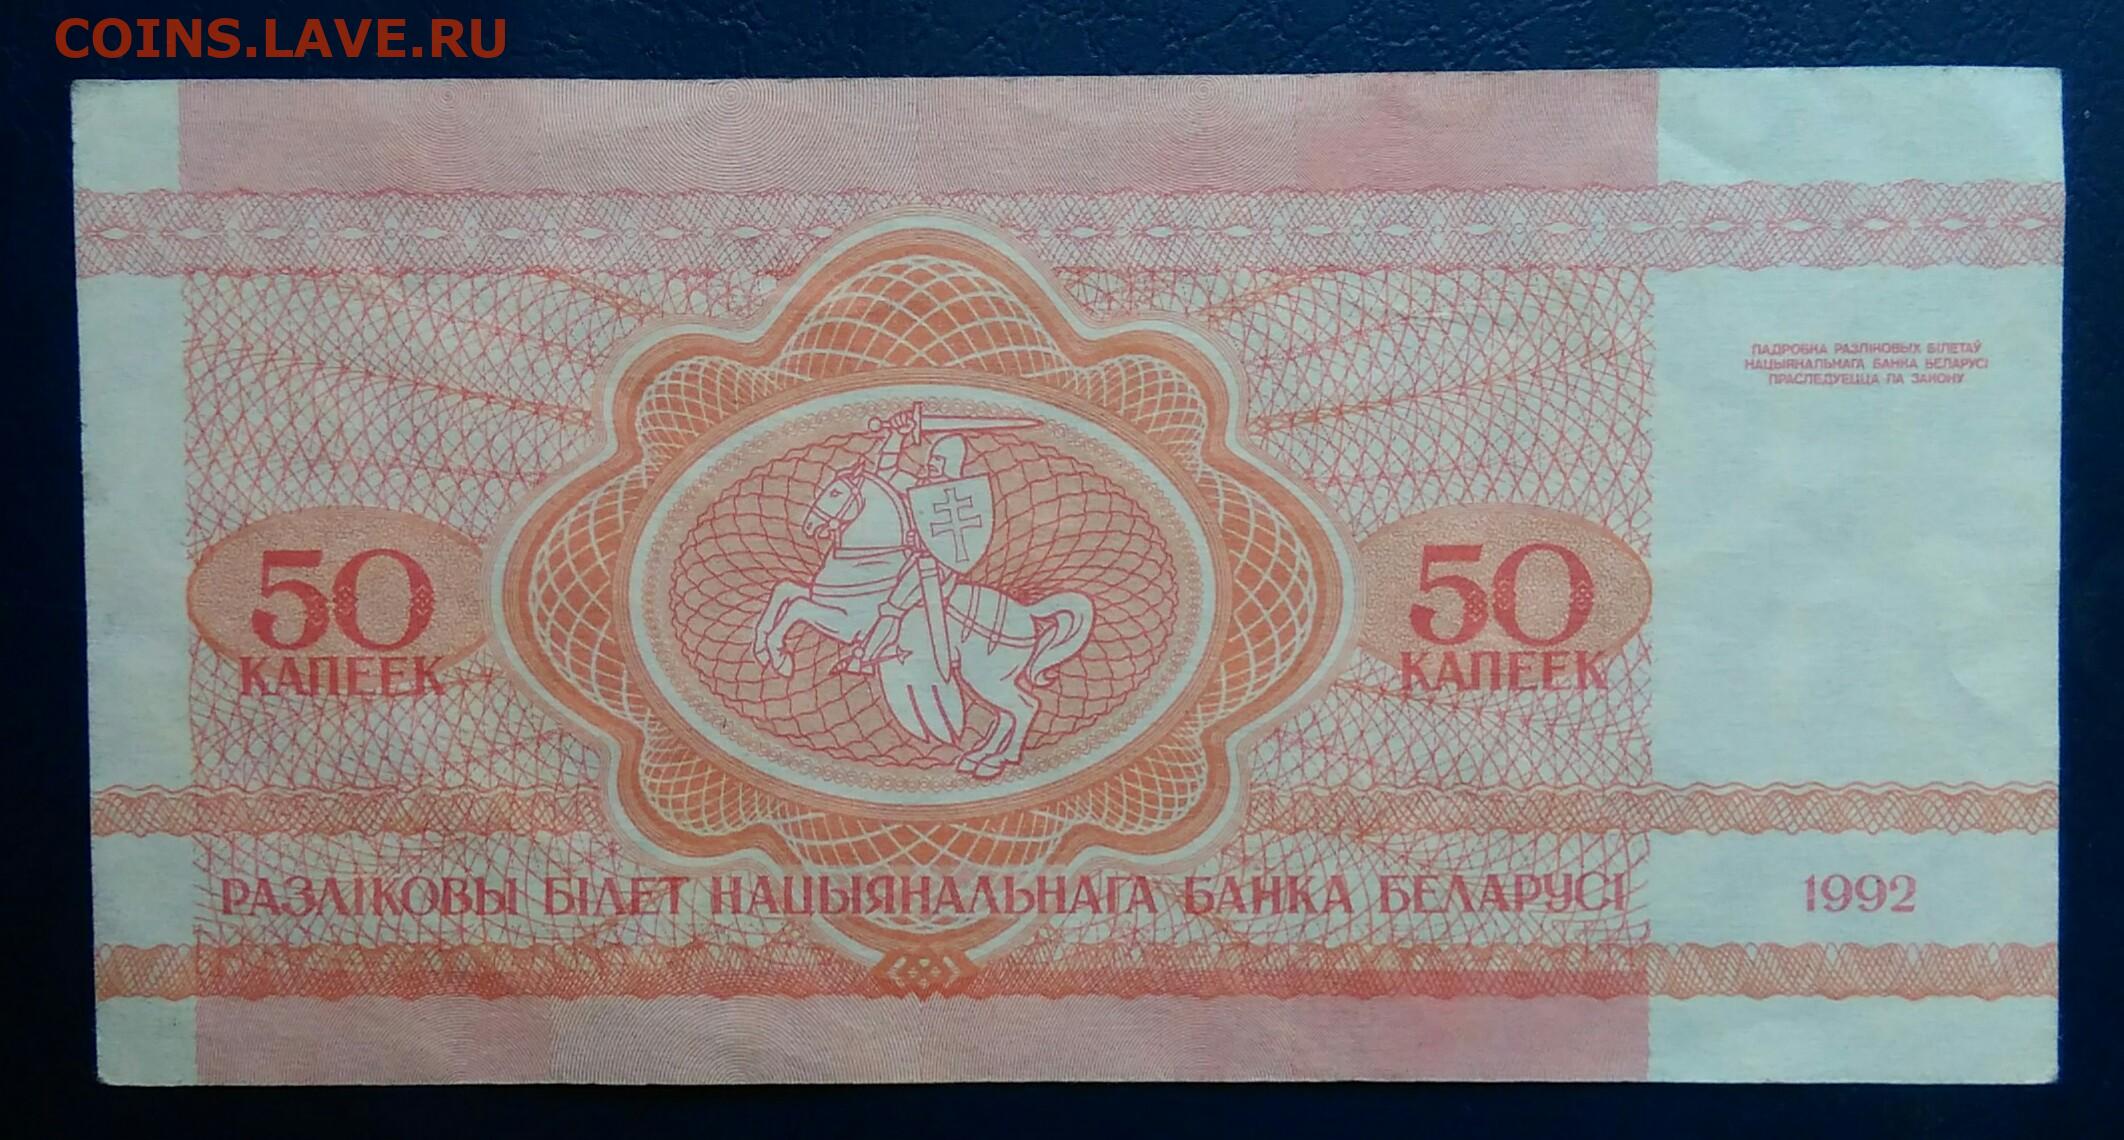 COINS.LAVE.RU
ПАДРОБКА РАЗЛІКОВЫХ БІЛЕТАЎ
НАЦЫЯНАЛЬНАГА БАНКА БЕЛАРУСІ
ПРАСЛЕДУЕЦЦА ПА ЗАКОНУ
50
КАПЕЕК
50
КАПЕЕК
РАЗЛІКОВЫ БІЛЕТ НАЦЫЯНАЛЬНАГА БАНКА БЕЛАРУСІ
1992